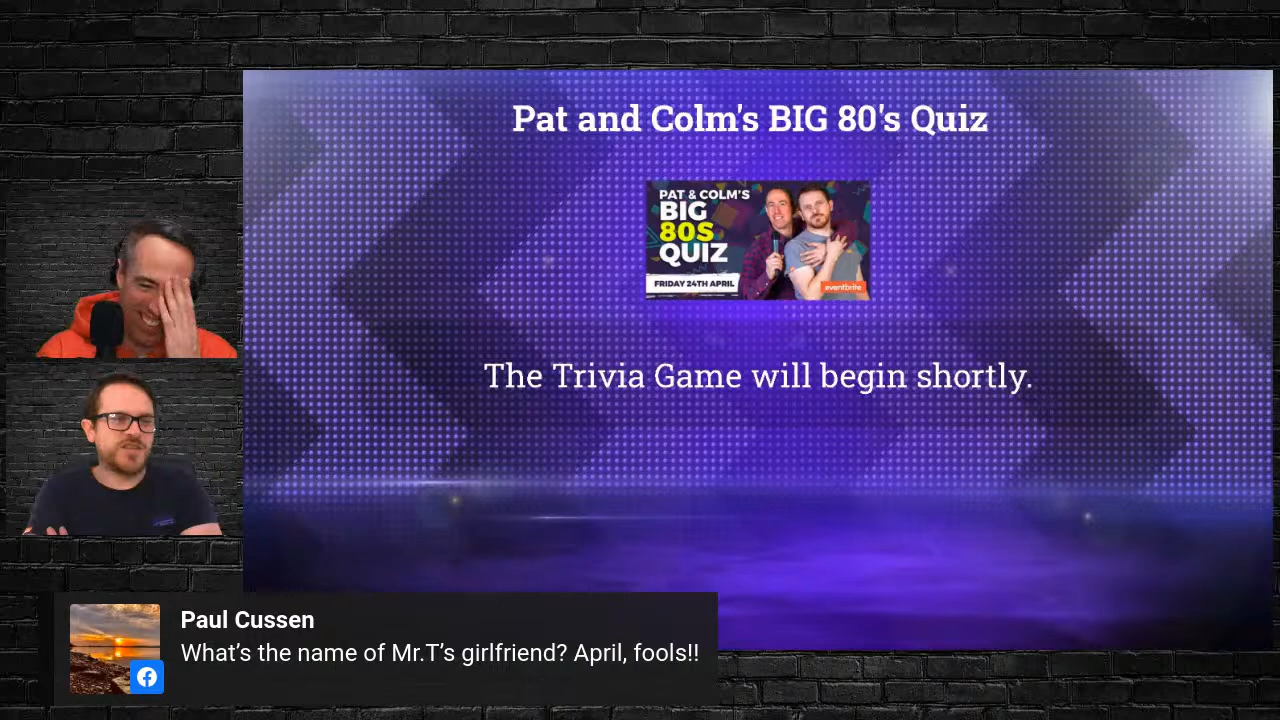 Pat and Colm's BIG 80's Quiz
PAT & COLM'S
BIG
80S
QUIZ
FRIDAY 24TH APRIL
eventbrite
The Trivia Game will begin shortly.
Paul Cussen
What’s the name of Mr.T’s girlfriend? April, fools!!